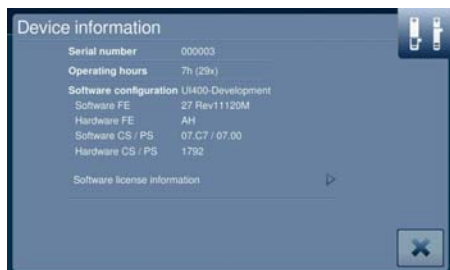 Device information
Serial number 000003
Operating hours 7h (29x)
Software configuration UI400-Development
Software FE 27 Rev11120M
Hardware FE AH
Software CS / PS 07.C7 / 07.00
Hardware CS / PS 1792
Software license information